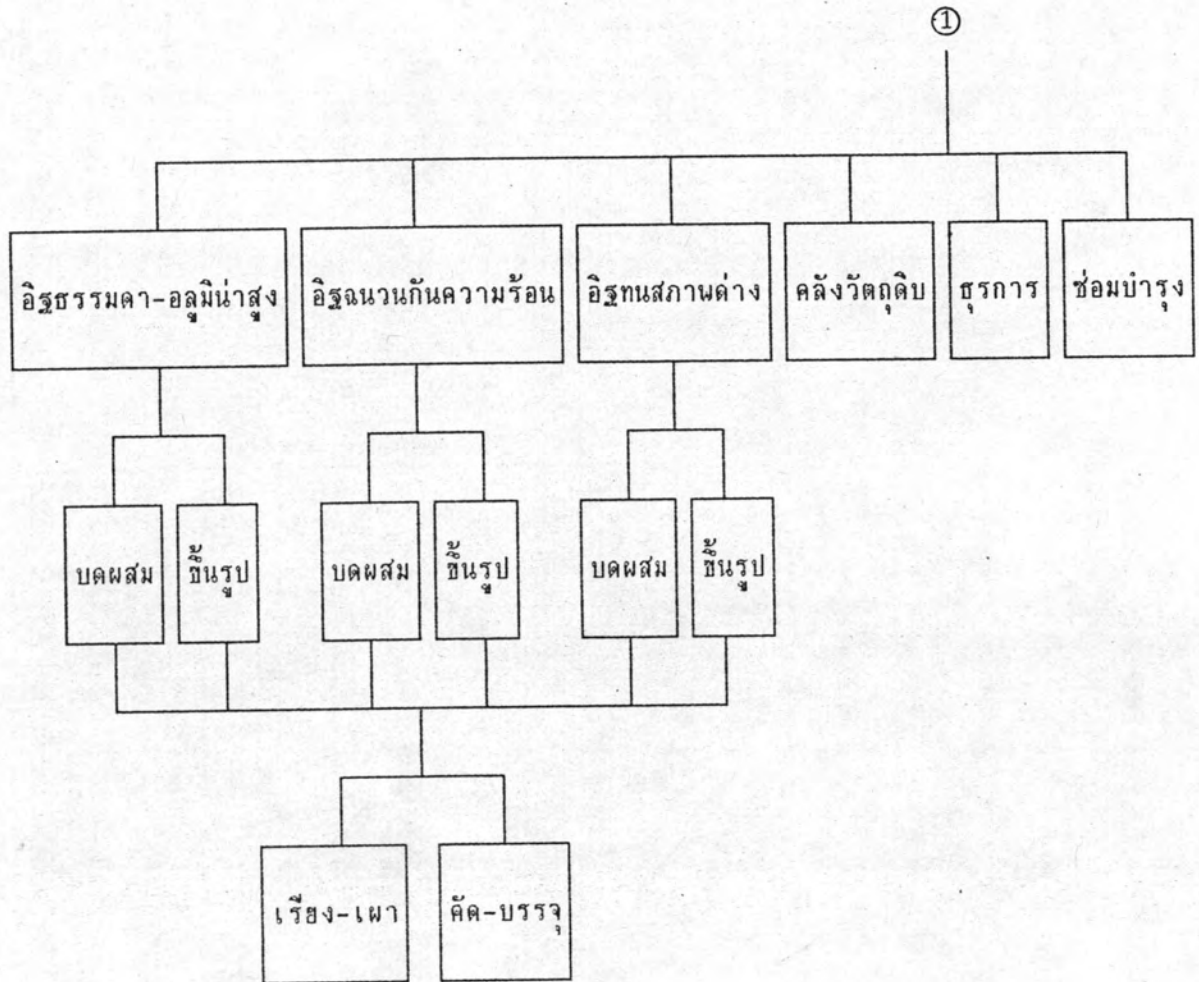 ①
อิฐธรรมดา-อลูมิน่าสูง
อิฐฉนวนกันความร้อน
อิฐทนสภาพด่าง
คลังวัตถุดิบ
ธุรการ
ซ่อมบำรุง
บดผสม
ขึ้นรูป
บดผสม
ขึ้นรูป
บดผสม
ขึ้นรูป
เรียง-เผา
คัด-บรรจุ